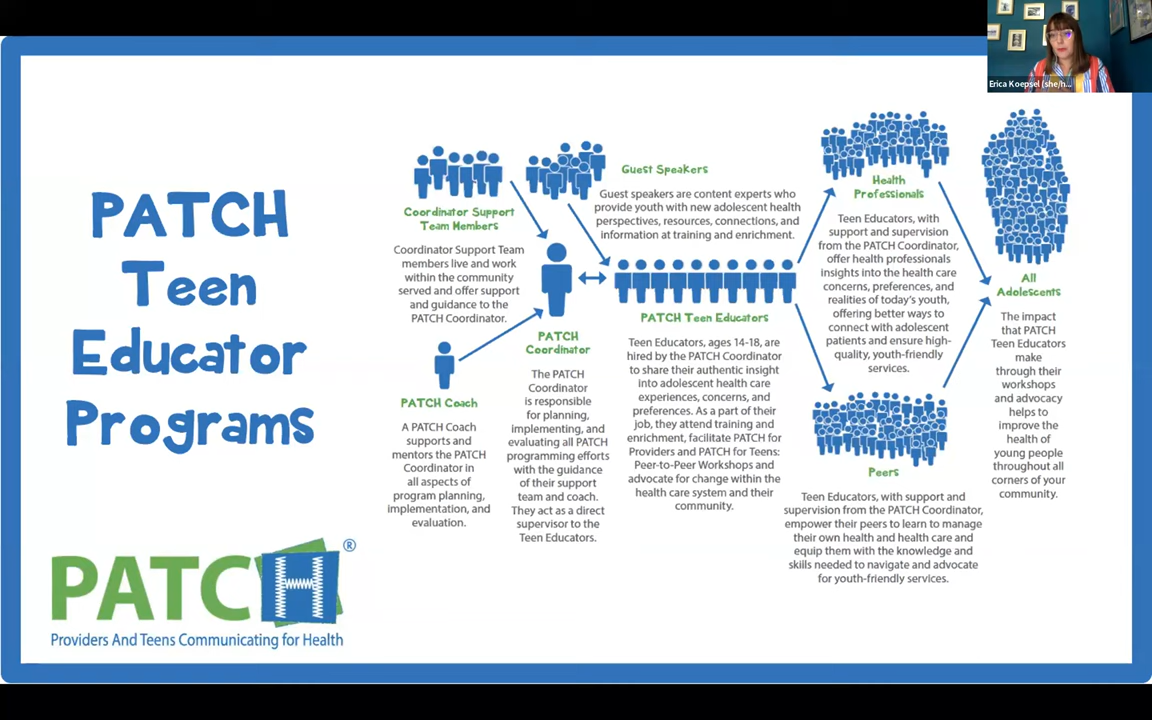 Erica Koepsel (she/h...
PATCH
Teen
Educator
Programs
PATCH®
Providers And Teens Communicating for Health
Coordinator Support
Team Members
Coordinator Support Team
members live and work
within the community
served and offer support
and guidance to the
PATCH Coordinator.
PATCH Coach
A PATCH Coach
supports and
mentors the PATCH
Coordinator in
all aspects of
program planning,
implementation, and
evaluation.
PATCH
Coordinator
The PATCH
Coordinator
is responsible
for planning,
implementing, and
evaluating all PATCH
programming efforts
with the guidance
of their support
team and coach.
They act as a direct
supervisor to the
Teen Educators.
Guest Speakers
Guest speakers are content experts who
provide youth with new adolescent health
perspectives, resources, connections, and
information at training and enrichment.
PATCH Teen Educators
Teen Educators, ages 14-18, are
hired by the PATCH Coordinator
to share their authentic insight
into adolescent health care
experiences, concerns, and
preferences. As a part of their
job, they attend training and
enrichment, facilitate PATCH for
Providers and PATCH for Teens:
Peer-to-Peer Workshops and
advocate for change within the
health care system and their
community.
Health
Professionals
Teen Educators, with
support and supervision
from the PATCH Coordinator,
offer health professionals
insights into the health care
concerns, preferences, and
realities of today's youth,
offering better ways to
connect with adolescent
patients and ensure high-
quality, youth-friendly
services.
Peers
Teen Educators, with support and
supervision from the PATCH Coordinator,
empower their peers to learn to manage
their own health and health care and
equip them with the knowledge and
skills needed to navigate and advocate
for youth-friendly services.
All
Adolescents
The impact
that PATCH
Teen Educators
make
through their
workshops
and advocacy
helps to
improve the
health of
young people
throughout all
corners of your
community.